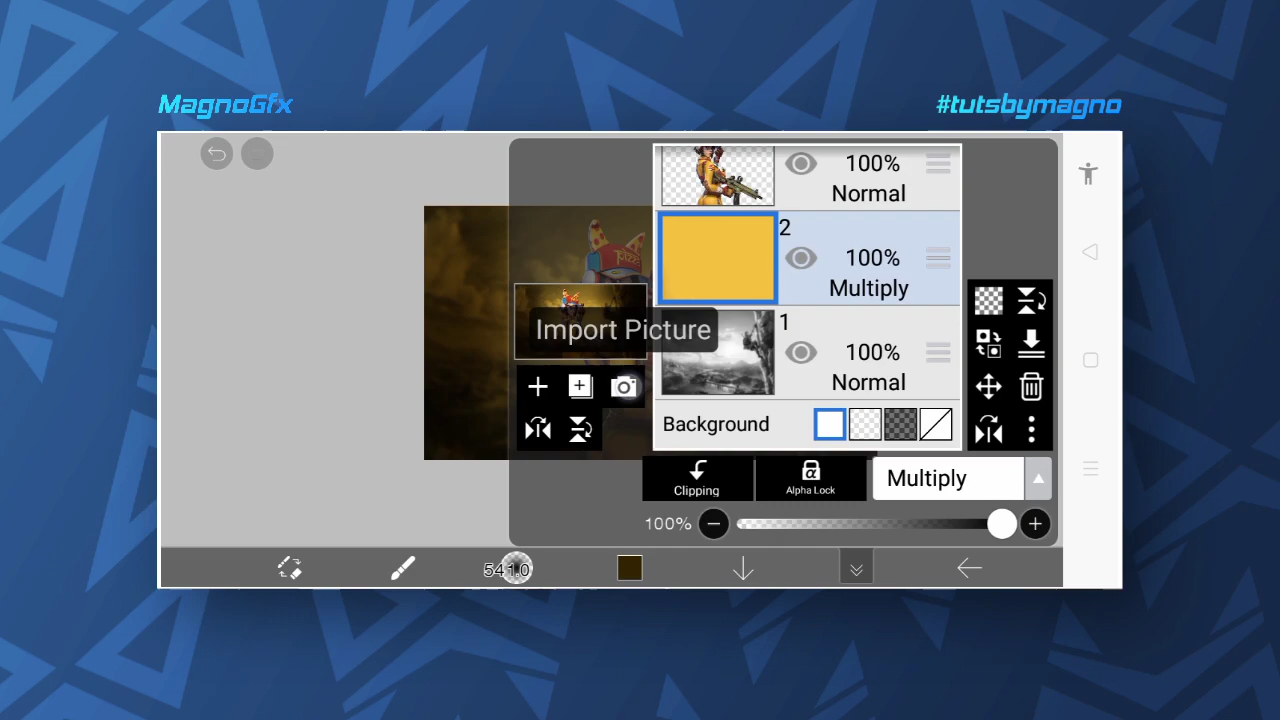 MagnoGfx
#tutsbymagno
100%
Normal
2
100%
Multiply
Import Picture
1
100%
Normal
Background
Clipping
α
Alpha Lock
Multiply
100%
541.0